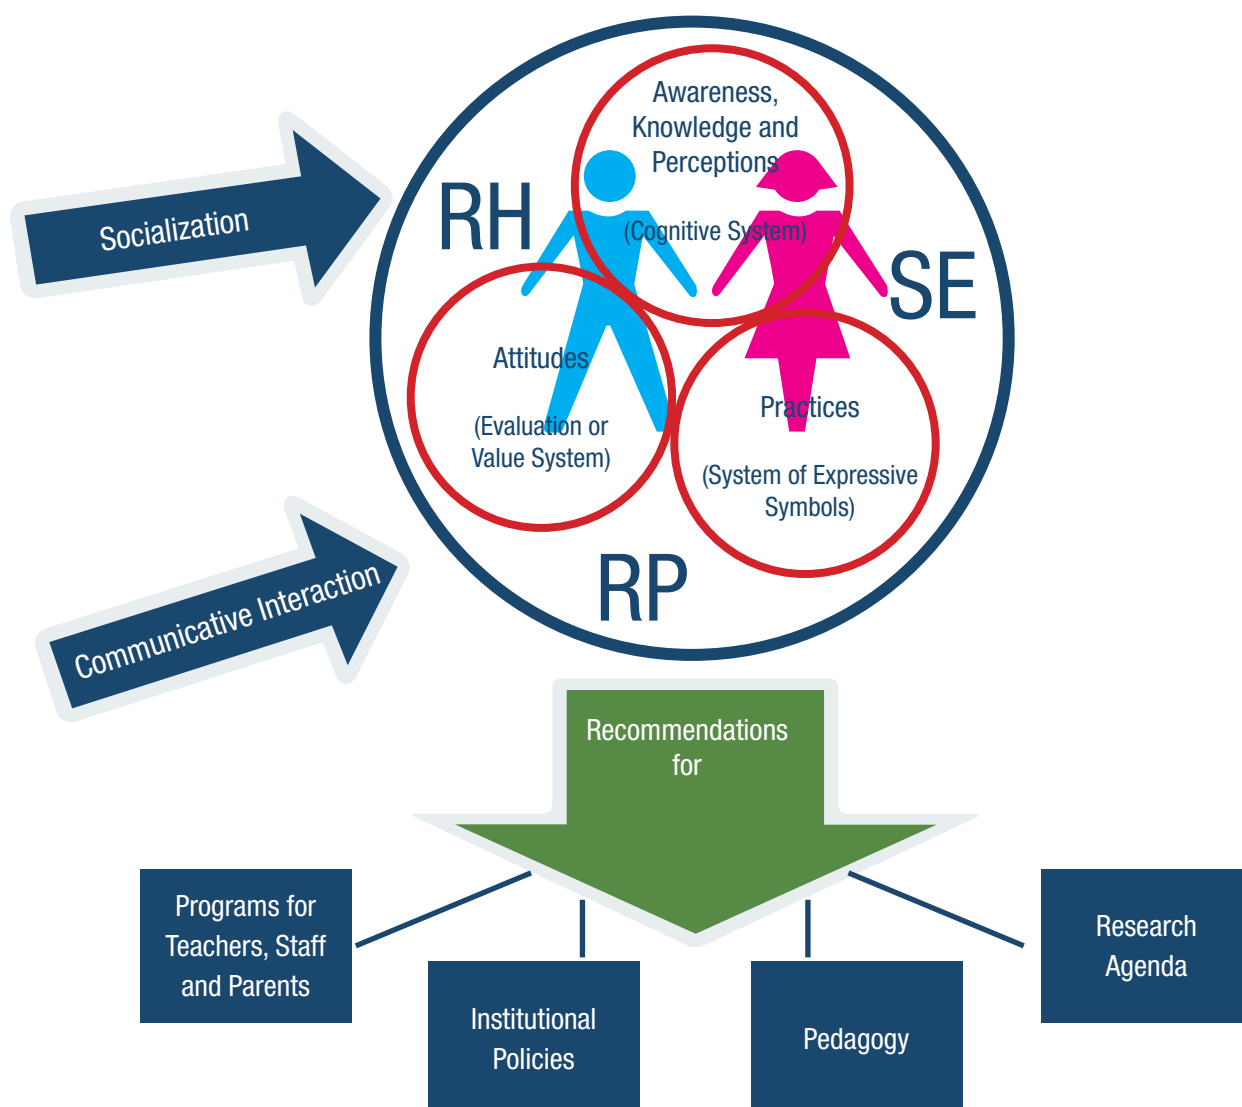 Awareness,
Knowledge and
Perceptions
(Cognitive System)
RH
SE
Socialization
Attitudes
(Evaluation or
Value System)
Practices
(System of Expressive
Symbols)
RP
Communicative Interaction
Recommendations
for
Programs for
Teachers, Staff
and Parents
Institutional
Policies
Pedagogy
Research
Agenda